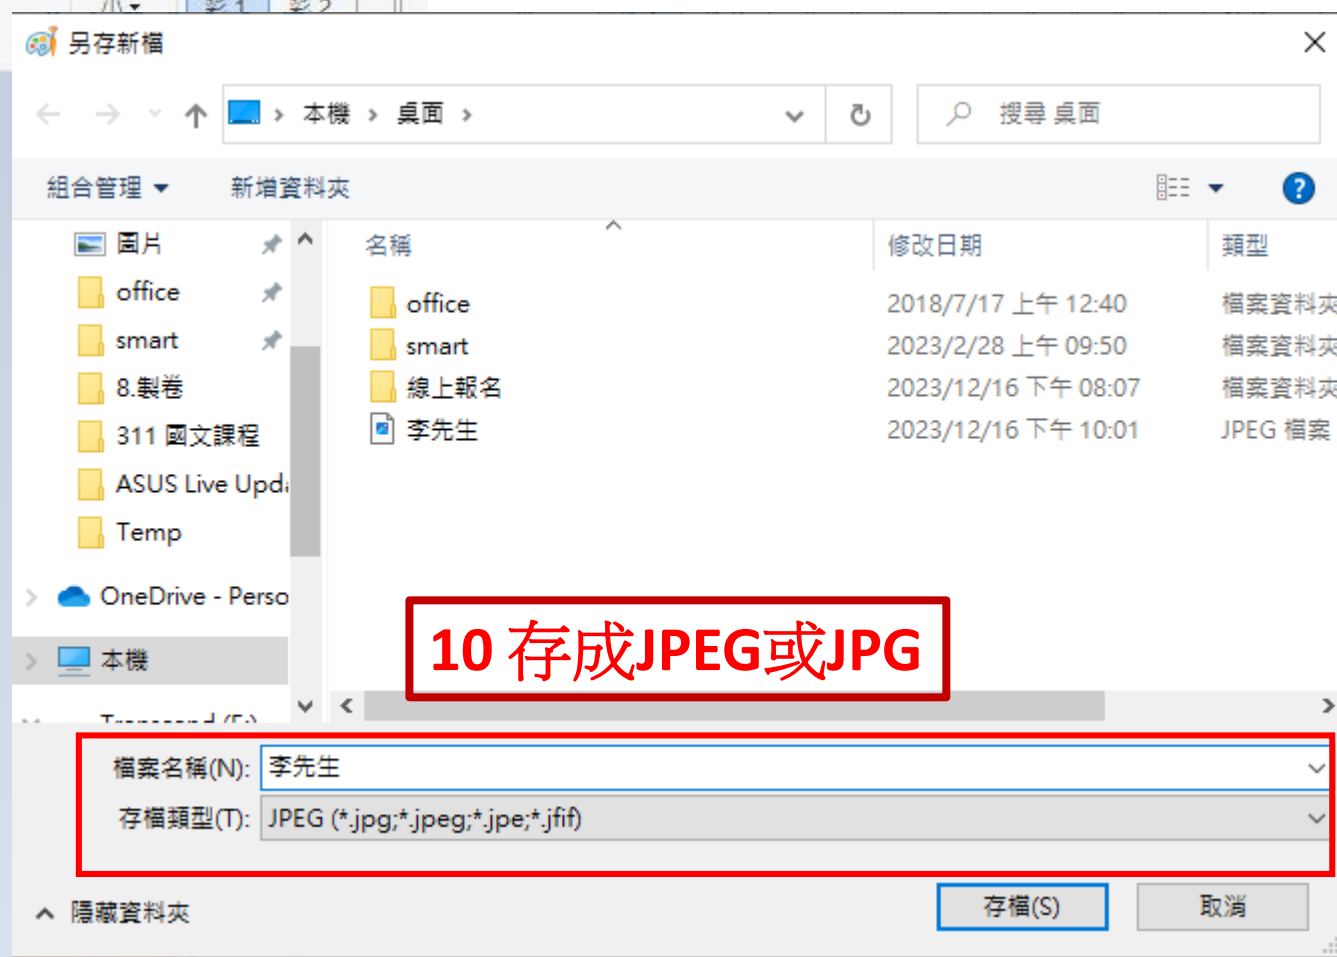 小
彩 1 彩 2
另存新檔
本機 桌面
搜尋 桌面
組合管理 新增資料夾
圖片
office
smart
8.製卷
311 國文課程
ASUS Live Upd
Temp
OneDrive - Perso
本機
名稱 修改日期 類型
office 2018/7/17 上午 12:40 檔案資料夾
smart 2023/2/28 上午 09:50 檔案資料夾
線上報名 2023/12/16 下午 08:07 檔案資料夾
李先生 2023/12/16 下午 10:01 JPEG 檔案
10 存成JPEG或JPG
檔案名稱(N): 李先生
存檔類型(T): JPEG (*.jpg;*.jpeg;*.jpe;*.jfif)
隱藏資料夾
存檔(S) 取消